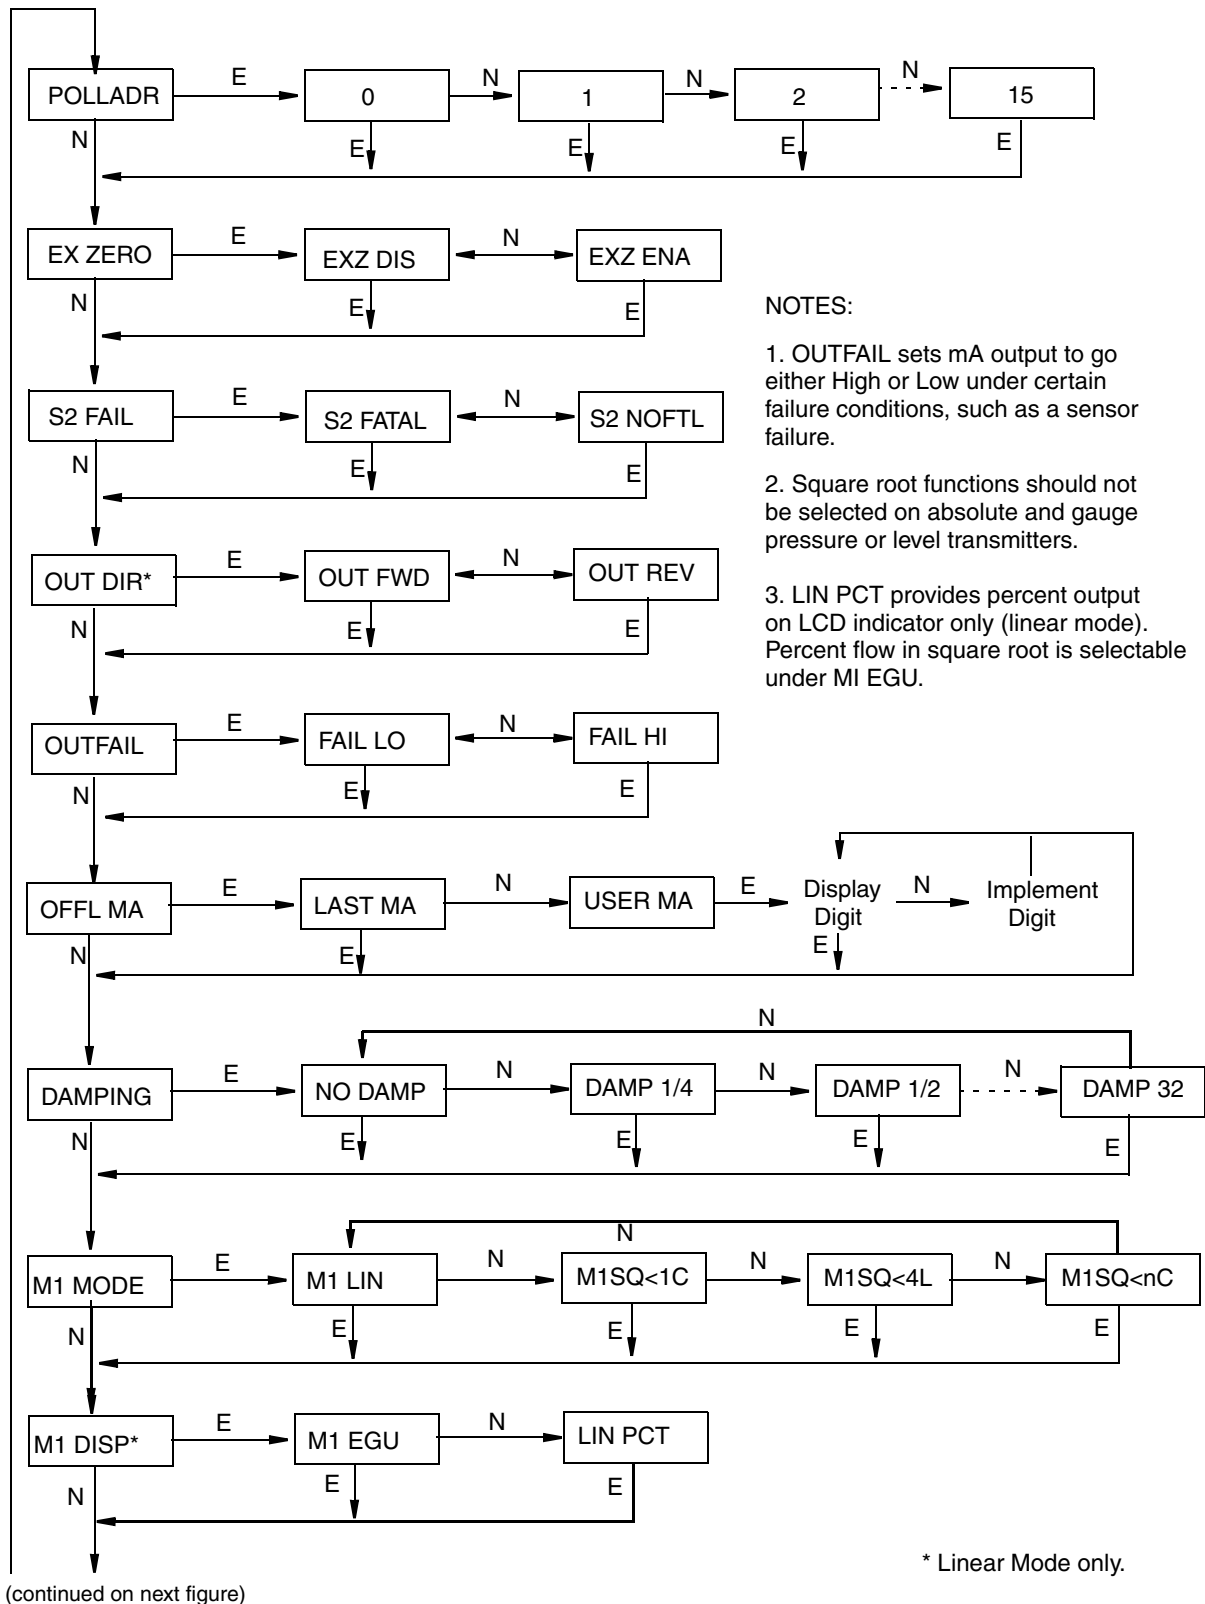 POLLADR
E
0
N
1
N
2
N
15
N
E
E
E
E
EX ZERO
E
EXZ DIS
N
EXZ ENA
N
E
E
S2 FAIL
E
S2 FATAL
N
S2 NOFTL
N
E
E
OUT DIR*
E
OUT FWD
N
OUT REV
N
E
E
OUTFAIL
E
FAIL LO
N
FAIL HI
N
E
E
NOTES:
1. OUTFAIL sets mA output to go
either High or Low under certain
failure conditions, such as a sensor
failure.
2. Square root functions should not
be selected on absolute and gauge
pressure or level transmitters.
3. LIN PCT provides percent output
on LCD indicator only (linear mode).
Percent flow in square root is selectable
under MI EGU.
OFFL MA
E
LAST MA
N
USER MA
E
Display
Digit
N
Implement
Digit
N
E
E
N
DAMPING
E
NO DAMP
N
DAMP 1/4
N
DAMP 1/2
N
DAMP 32
N
E
E
E
E
N
M1 MODE
E
M1 LIN
N
M1SQ<1C
N
M1SQ<4L
N
M1SQ<nC
N
E
E
E
E
M1 DISP*
E
M1 EGU
N
LIN PCT
N
E
E
* Linear Mode only.
(continued on next figure)